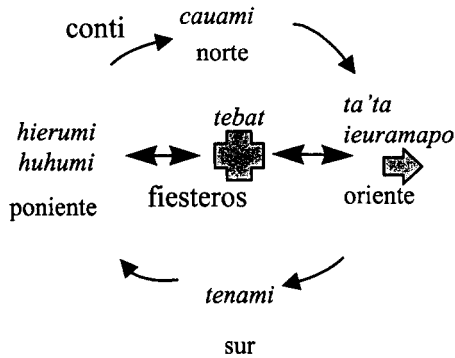 cauami
conti
norte
tebat
ta'ta
ieuramapo
hierumi
huhumi
poniente
fiesteros
oriente
tenami
sur